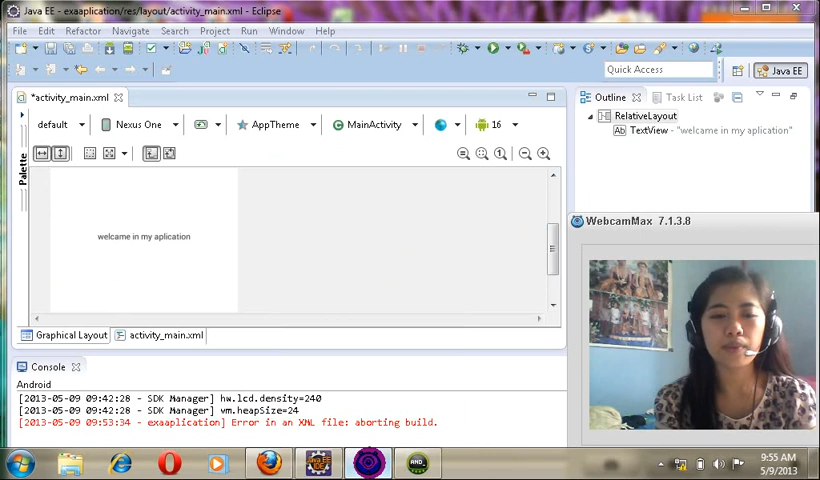 Java EE - exaaplication/res/layout/activity_main.xml - Eclipse
File Edit Refactor Navigate Search Project Run Window Help
Quick Access
Java EE
*activity_main.xml
Outline Task List
default Nexus One AppTheme MainActivity 16
RelativeLayout
Ab TextView - "welcame in my aplication"
Palette
welcame in my aplication
WebcamMax 7.1.3.8
Graphical Layout activity_main.xml
Console
Android
[2013-05-09 09:42:28 - SDK Manager] hw.lcd.density=240
[2013-05-09 09:42:28 - SDK Manager] vm.heapSize=24
[2013-05-09 09:53:34 - exaaplication] Error in an XML file: aborting build.
Java EE
IDE
AND
9:55 AM
5/9/2013